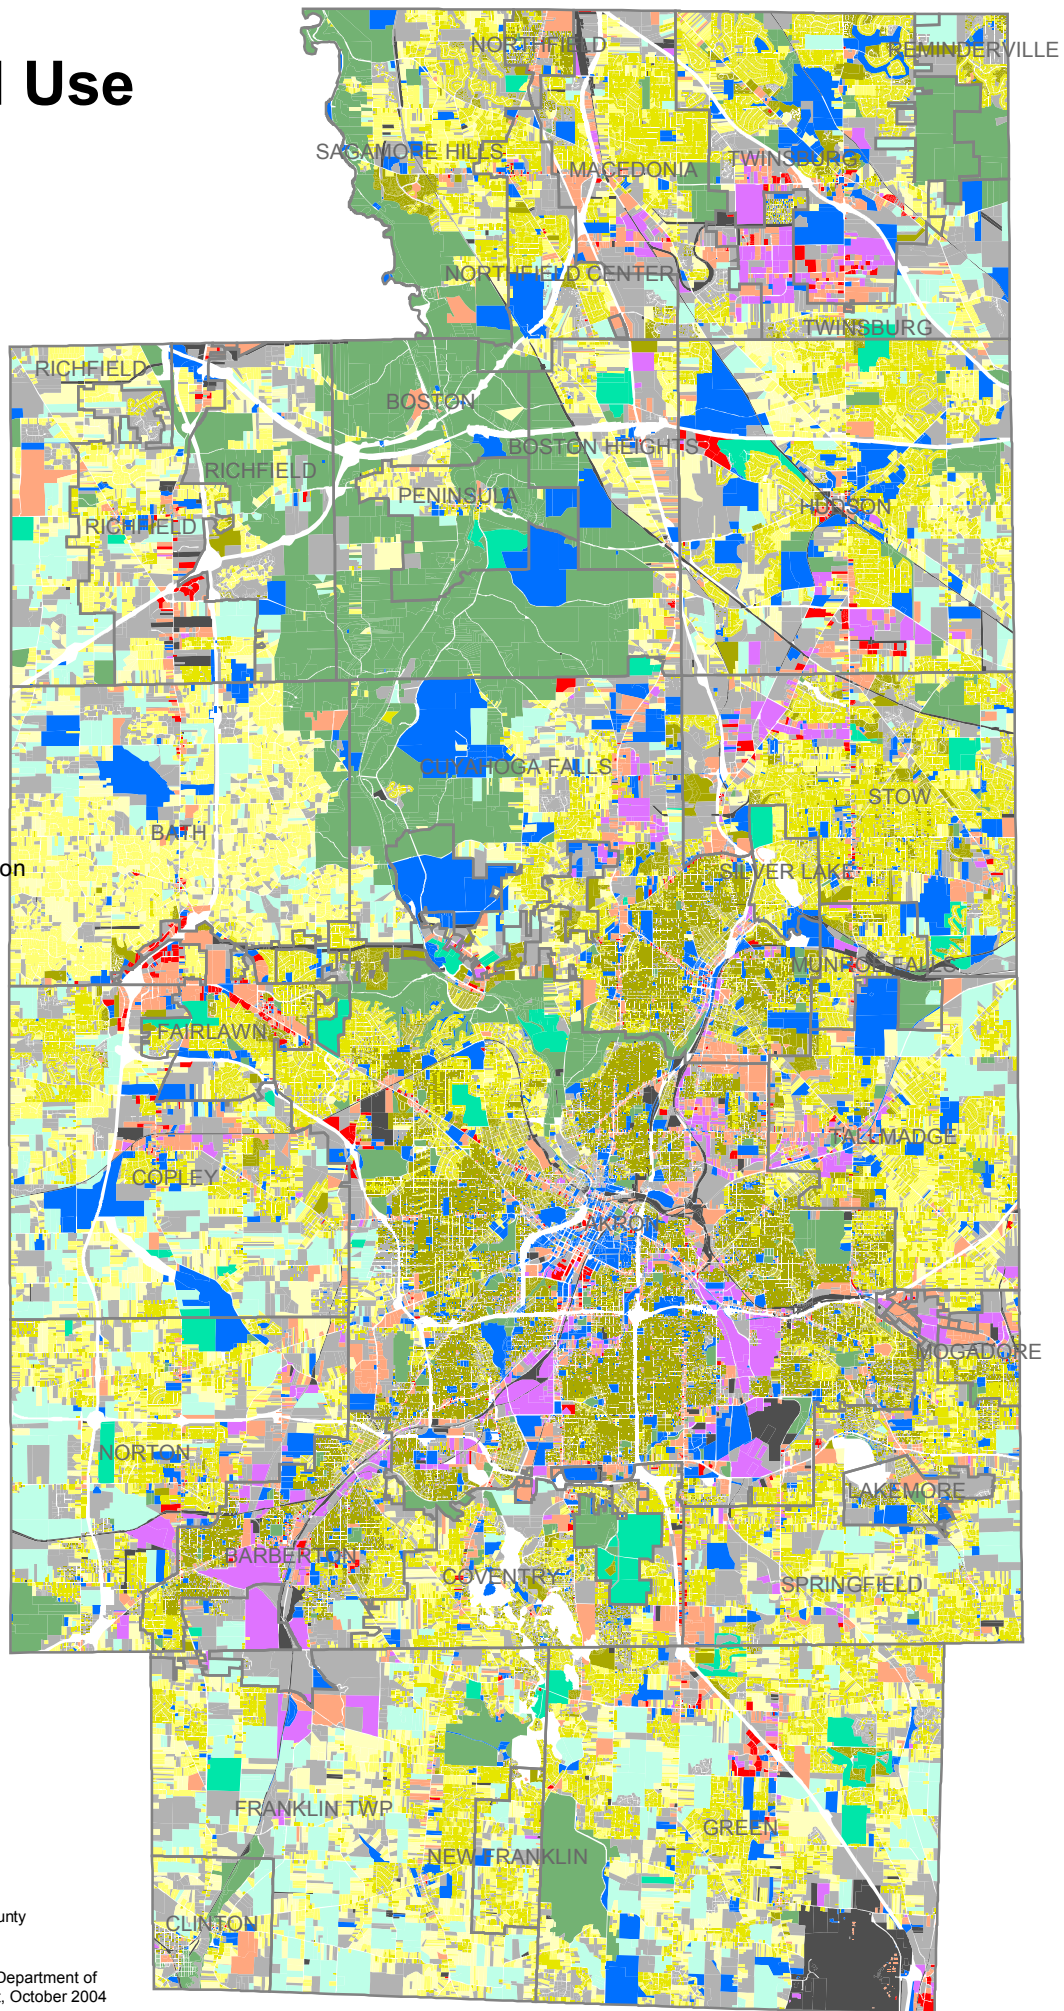 Use
NORTHFIELD
REMINDERVILLE
SAGAMORE HILLS
MACEDONIA
TWINSBURG
NORTHFIELD CENTER
TWINSBURG
RICHFIELD
BOSTON
BOSTON HEIGHTS
RICHFIELD
PENINSULA
HUDSON
RICHFIELD
CUYAHOGA FALLS
STOW
BATH
on
SILVER LAKE
MUNROE FALLS
FAIRLAWN
TALLMADGE
COPLEY
AKRON
MOGADORE
NORTON
LAKEMORE
BARBERTON
COVENTRY
SPRINGFIELD
FRANKLIN TWP
GREEN
NEW FRANKLIN
CLINTON
unty
Department of
, October 2004